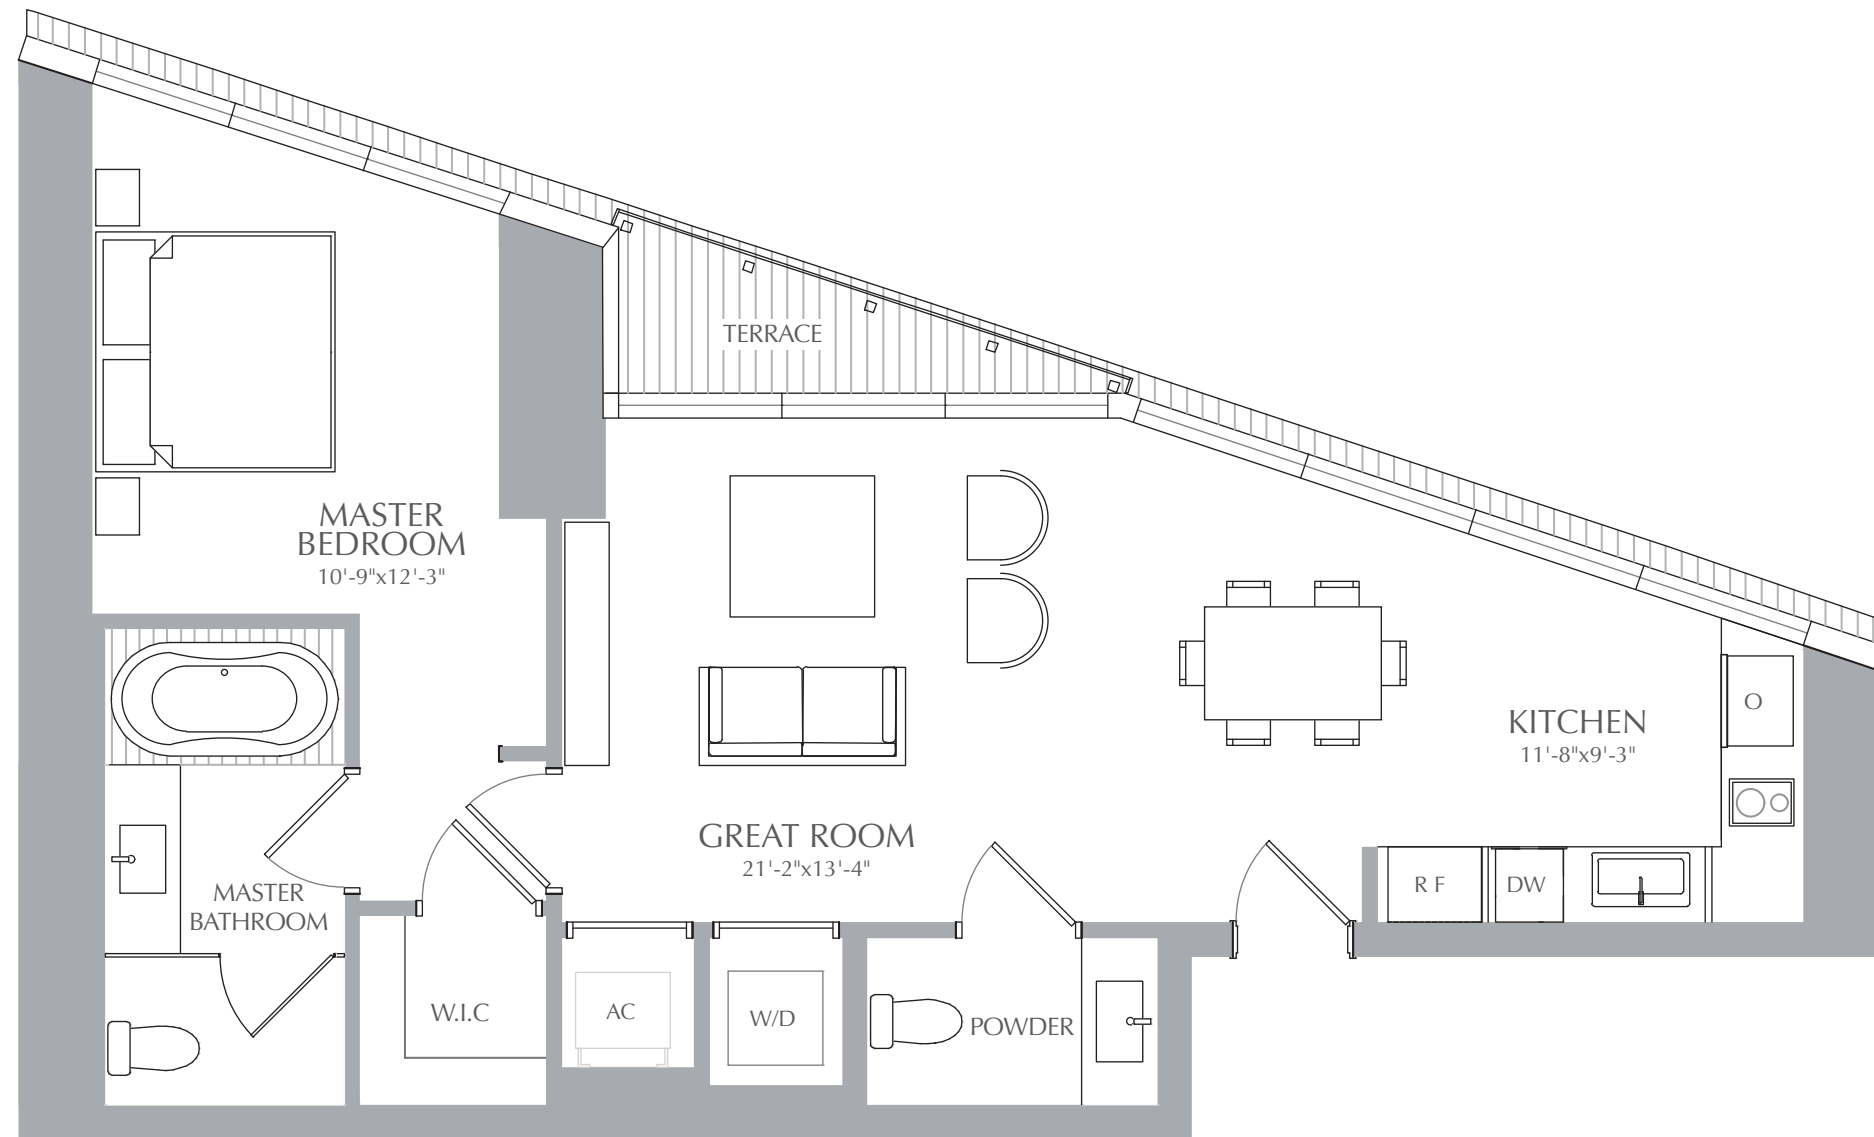 TERRACE
MASTER
BEDROOM
10'-9"x12'-3"
KITCHEN
11'-8"x9'-3"
O
GREAT ROOM
21'-2"x13'-4"
MASTER
BATHROOM
R F
DW
W.I.C
AC
W/D
POWDER